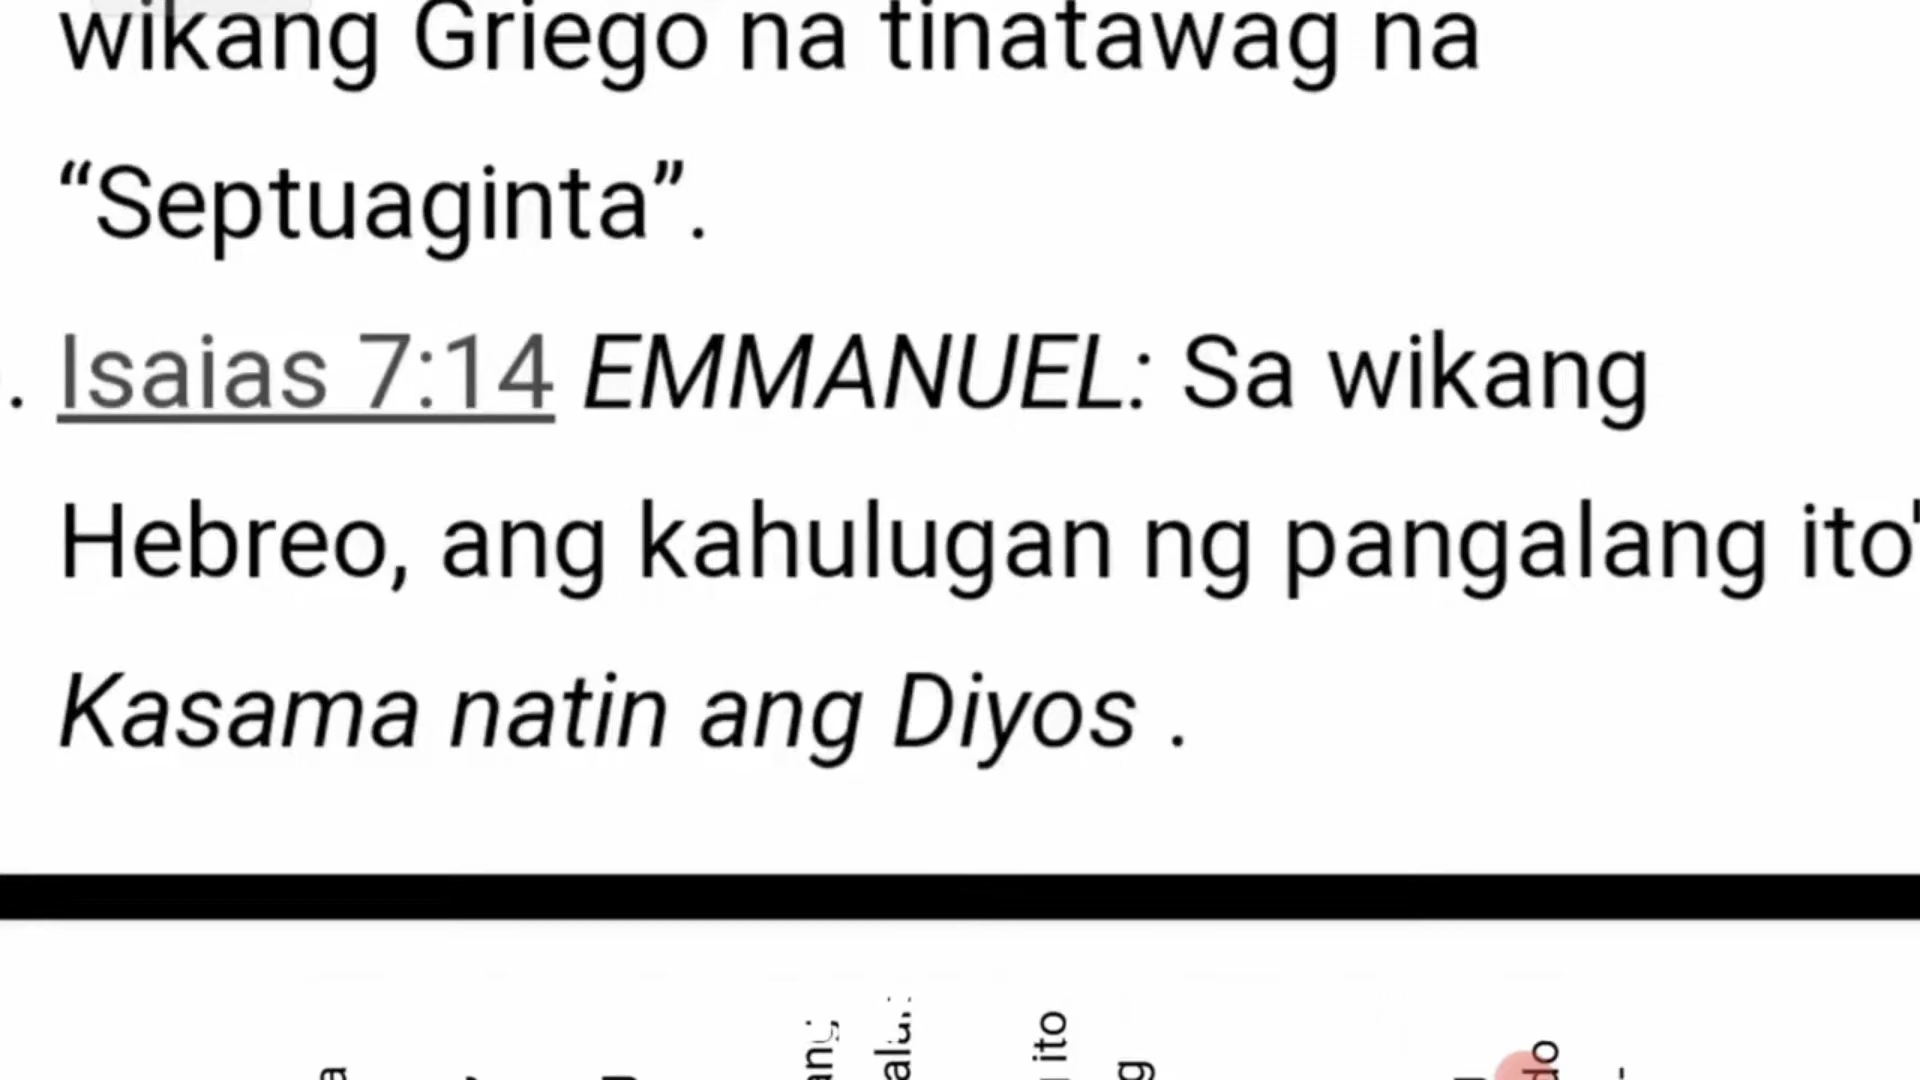 wikang Griego na tinatawag na
“Septuaginta”.
. Isaias 7:14 EMMANUEL: Sa wikang
Hebreo, ang kahulugan ng pangalang ito'
Kasama natin ang Diyos .
ito